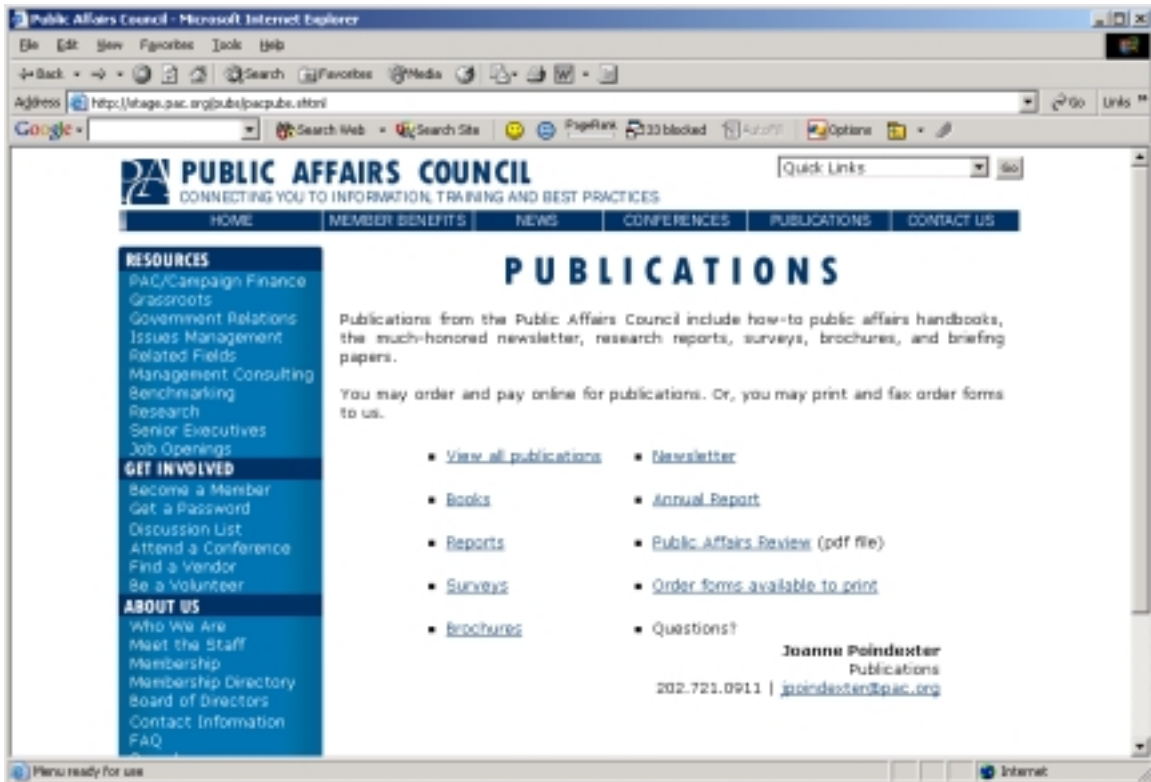 Public Affairs Council - Microsoft Internet Explorer
File Edit View Favorites Tools Help
Back Search Favorites Media
Address http://stage.pac.org/pubs/pacpubs.shtml Go Links
Google Search Web Search Site PageRank 133 blocked AutoFill Options
PUBLIC AFFAIRS COUNCIL
CONNECTING YOU TO INFORMATION, TRAINING AND BEST PRACTICES
Quick Links Go
HOME MEMBER BENEFITS NEWS CONFERENCES PUBLICATIONS CONTACT US
RESOURCES
PAC/Campaign Finance
Grassroots
Government Relations
Issues Management
Related Fields
Management Consulting
Benchmarking
Research
Senior Executives
Job Openings
GET INVOLVED
Become a Member
Get a Password
Discussion List
Attend a Conference
Find a Vendor
Be a Volunteer
ABOUT US
Who We Are
Meet the Staff
Membership
Membership Directory
Board of Directors
Contact Information
FAQ
PUBLICATIONS
Publications from the Public Affairs Council include how-to public affairs handbooks,
the much-honored newsletter, research reports, surveys, brochures, and briefing
papers.
You may order and pay online for publications. Or, you may print and fax order forms
to us.
View all publications
Books
Reports
Surveys
Brochures
Newsletter
Annual Report
Public Affairs Review (pdf file)
Order forms available to print
Questions?
Joanne Poindexter
Publications
202.721.0911 | jpoindexter@pac.org
Menu ready for use Internet